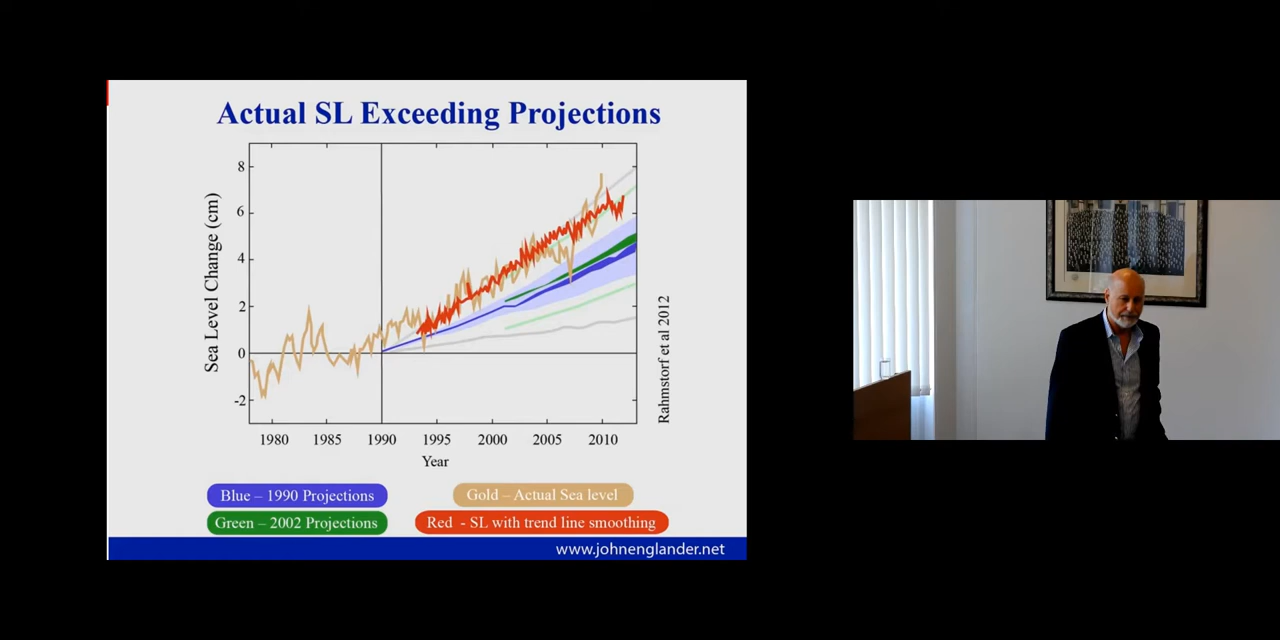 Actual SL Exceeding Projections
Sea Level Change (cm)
8
6
4
2
0
-2
1980 1985 1990 1995 2000 2005 2010
Year
Rahmstorf et al 2012
Blue – 1990 Projections
Gold – Actual Sea level
Green – 2002 Projections
Red - SL with trend line smoothing
www.johnenglander.net